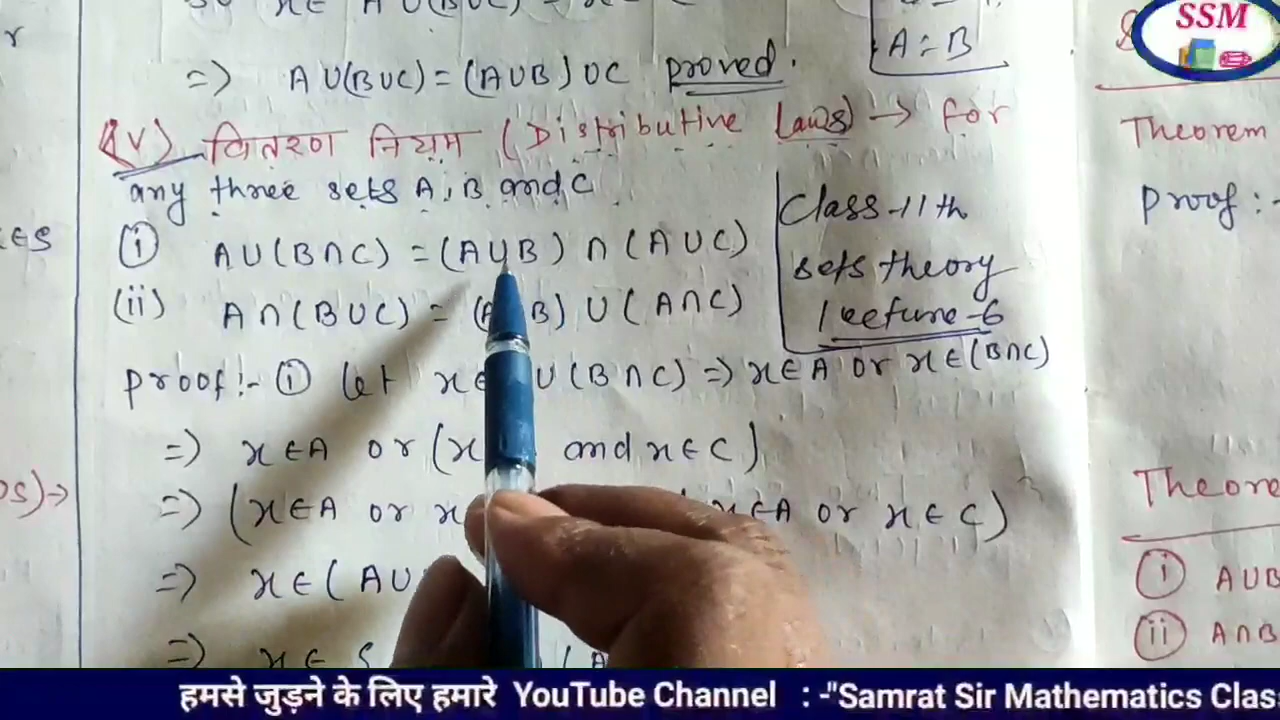 SSM
=> A∪(B∪C) = (A∪B)∪C proved.
A = B
(V) वितरण नियम (Distributive Laws) → for
any three sets A, B and C
(i) A∪(B∩C) = (A∪B) ∩ (A∪C)
(ii) A∩(B∪C) = (A B) ∪ (A∩C)
Class-11th
sets theory
lecture-6
proof:- (i) let x∈ ∪(B∩C) => x∈A or x∈(B∩C)
=> x∈A or (x and x∈C)
=> (x∈A or x x∈A or x∈C)
=> x∈(A∪
Theorem
proof :-
(i) A∪B
(ii) A∩B
हमसे जुड़ने के लिए हमारे YouTube Channel : -"Samrat Sir Mathematics Clas